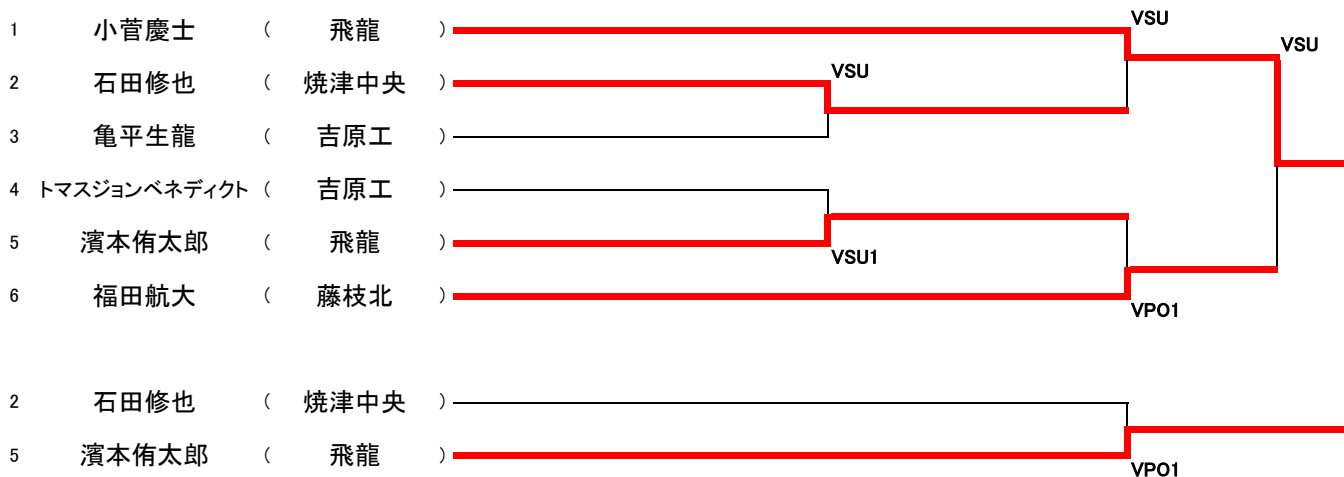 1 小菅慶士 ( 飛龍 ) VSU
VSU
2 石田修也 ( 焼津中央 ) VSU
3 亀平生龍 ( 吉原工 )
4 トマスジョンベネディクト ( 吉原工 )
5 濱本侑太郎 ( 飛龍 ) VSU1
6 福田航大 ( 藤枝北 ) VPO1
2 石田修也 ( 焼津中央 )
5 濱本侑太郎 ( 飛龍 ) VPO1